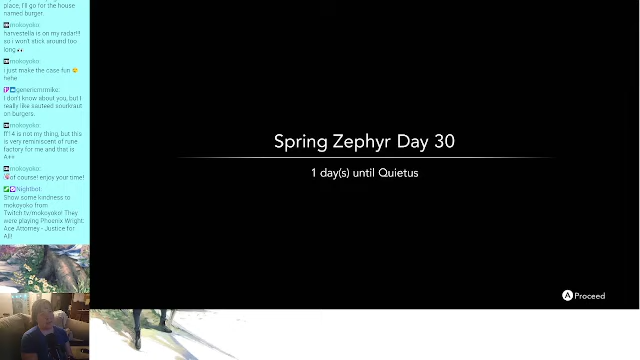 place, I'll go for the house
named burger.
mokoyoko:
harvestella is on my radar!!!
so i won't stick around too
long 👀
mokoyoko:
i just make the case fun
hehe
genericmrmike:
I don't know about you, but I
really like sauteed sourkraut on
burgers.
mokoyoko:
ff14 is not my thing, but this
is very reminiscent of rune
factory for me and that is
A++
mokoyoko:
of course! enjoy your time!
Nightbot:
Show some kindness to
mokoyoko from
Twitch.tv/mokoyoko! They
were playing Phoenix Wright:
Ace Attorney - Justice for
All!
Spring Zephyr Day 30
1 day(s) until Quietus
A Proceed